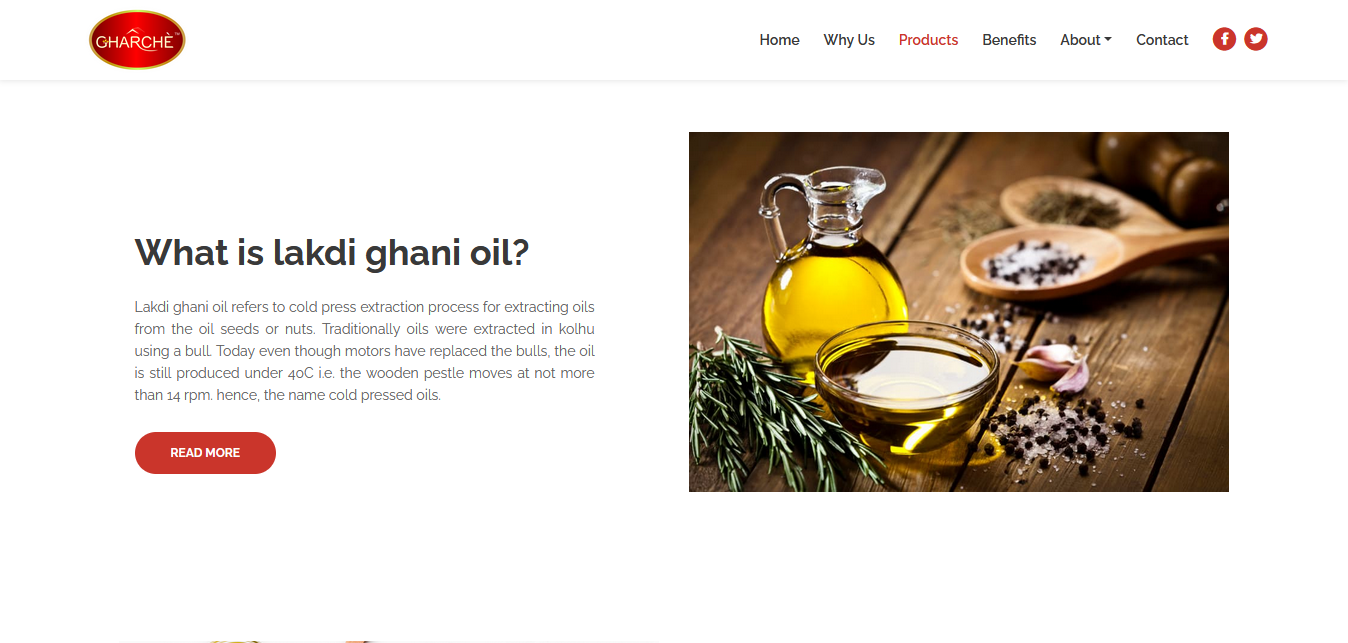 GHARCHÈ
Home Why Us Products Benefits About Contact
What is lakdi ghani oil?
Lakdi ghani oil refers to cold press extraction process for extracting oils
from the oil seeds or nuts. Traditionally oils were extracted in kolhu
using a bull. Today even though motors have replaced the bulls, the oil
is still produced under 40C i.e. the wooden pestle moves at not more
than 14 rpm. hence, the name cold pressed oils.
READ MORE